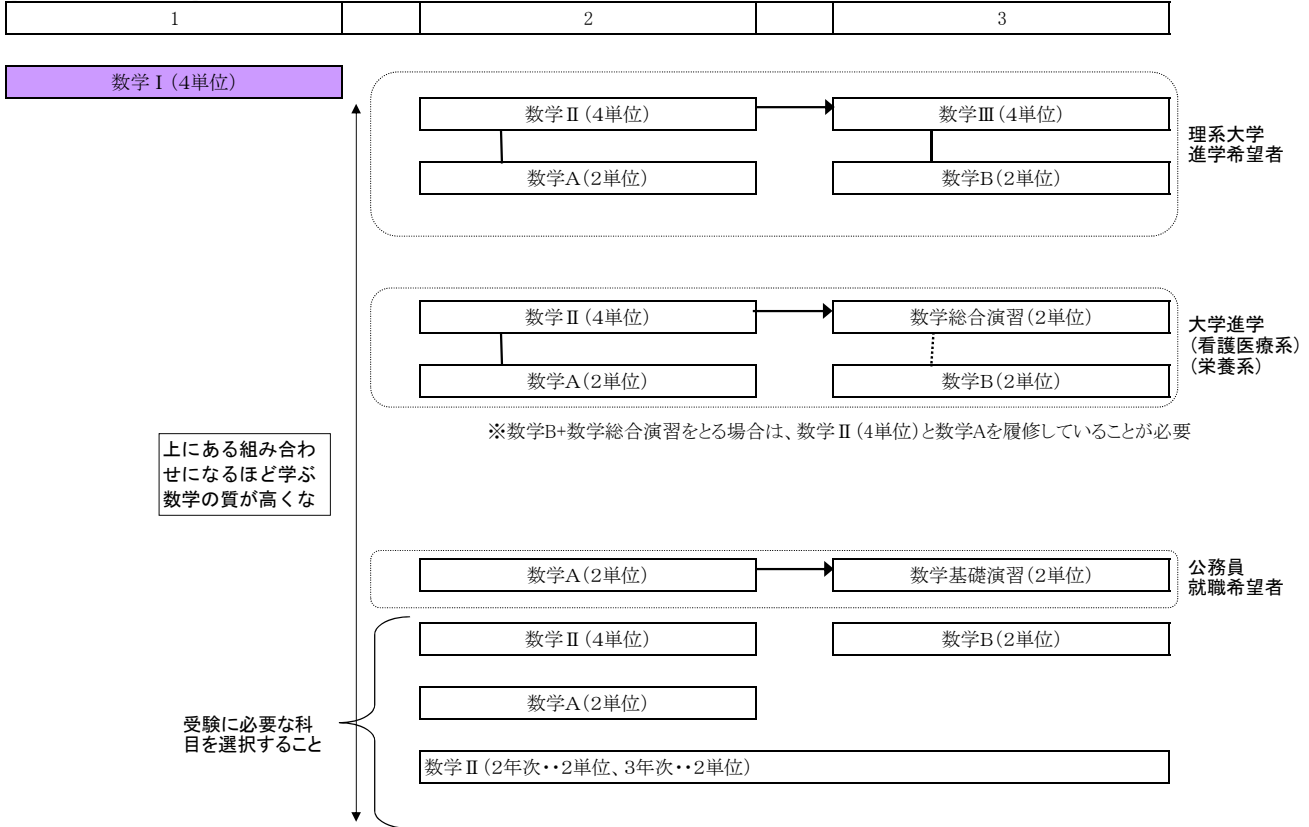 1 2 3
数学Ⅰ(4単位)
数学Ⅱ(4単位) 数学Ⅲ(4単位)
理系大学
進学希望者
数学A(2単位) 数学B(2単位)
数学Ⅱ(4単位) 数学総合演習(2単位)
大学進学
(看護医療系)
(栄養系)
数学A(2単位) 数学B(2単位)
※数学B+数学総合演習をとる場合は、数学Ⅱ(4単位)と数学Aを履修していることが必要
上にある組み合わ
せになるほど学ぶ
数学の質が高くな
数学A(2単位) 数学基礎演習(2単位)
公務員
就職希望者
数学Ⅱ(4単位) 数学B(2単位)
数学A(2単位)
受験に必要な科
目を選択すること
数学Ⅱ(2年次・・2単位、3年次・・2単位)